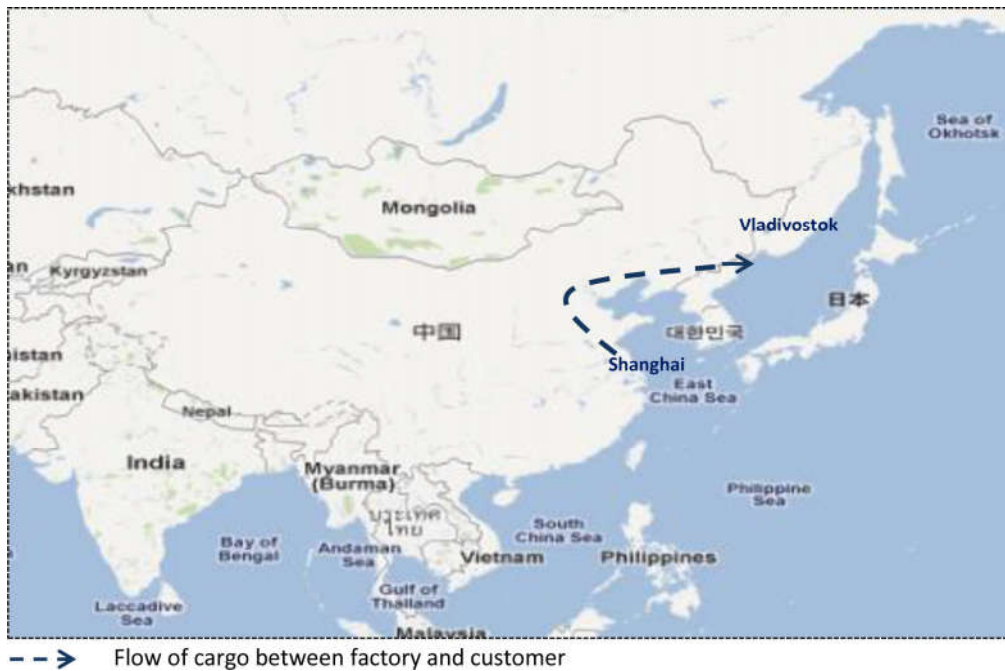 Sea of
Okhotsk
khstan
Mongolia
Vladivostok
an
Kyrgyzstan
日本
中国
대한민국
istan
Shanghai
akistan
East
China Sea
Nepal
India
Myanmar
(Burma)
Philippine
Sea
ประเทศ
ไทย
South
China Sea
Bay of
Bengal
Andaman
Sea
Vietnam
Philippines
Gulf of
Thailand
Laccadive
Sea
Malaysia
Flow of cargo between factory and customer